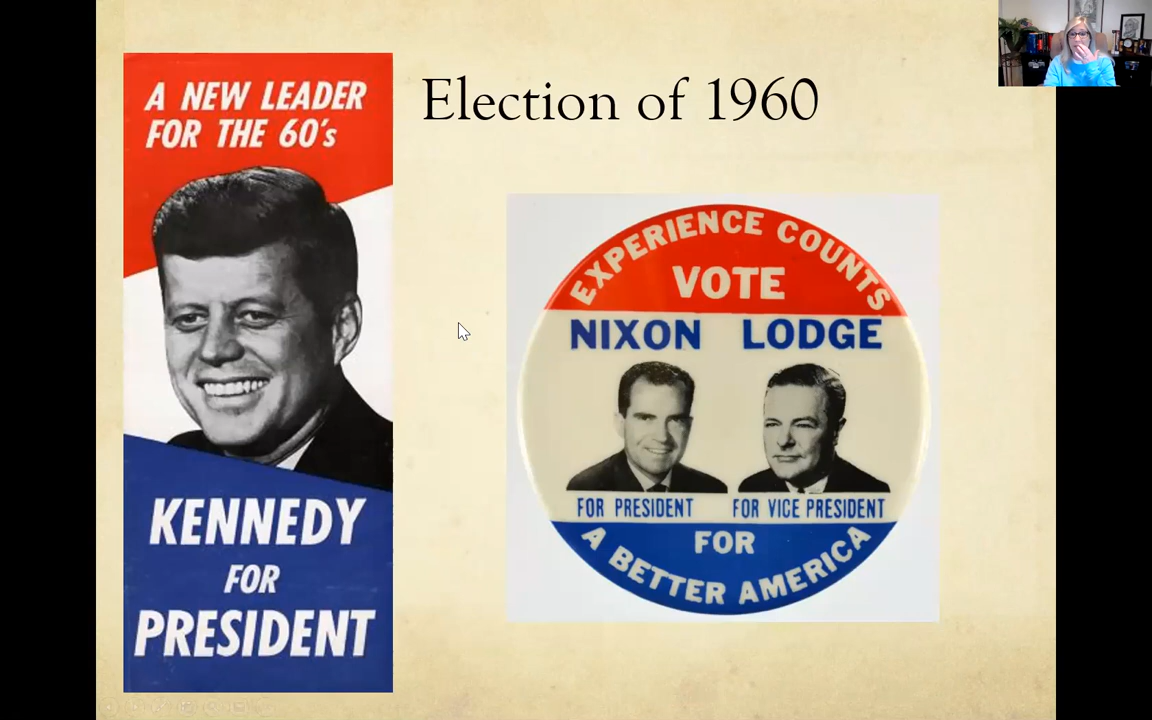 Election of 1960
A NEW LEADER
FOR THE 60's
KENNEDY
FOR
PRESIDENT
EXPERIENCE COUNTS
VOTE
NIXON LODGE
FOR PRESIDENT FOR VICE PRESIDENT
FOR
A BETTER AMERICA